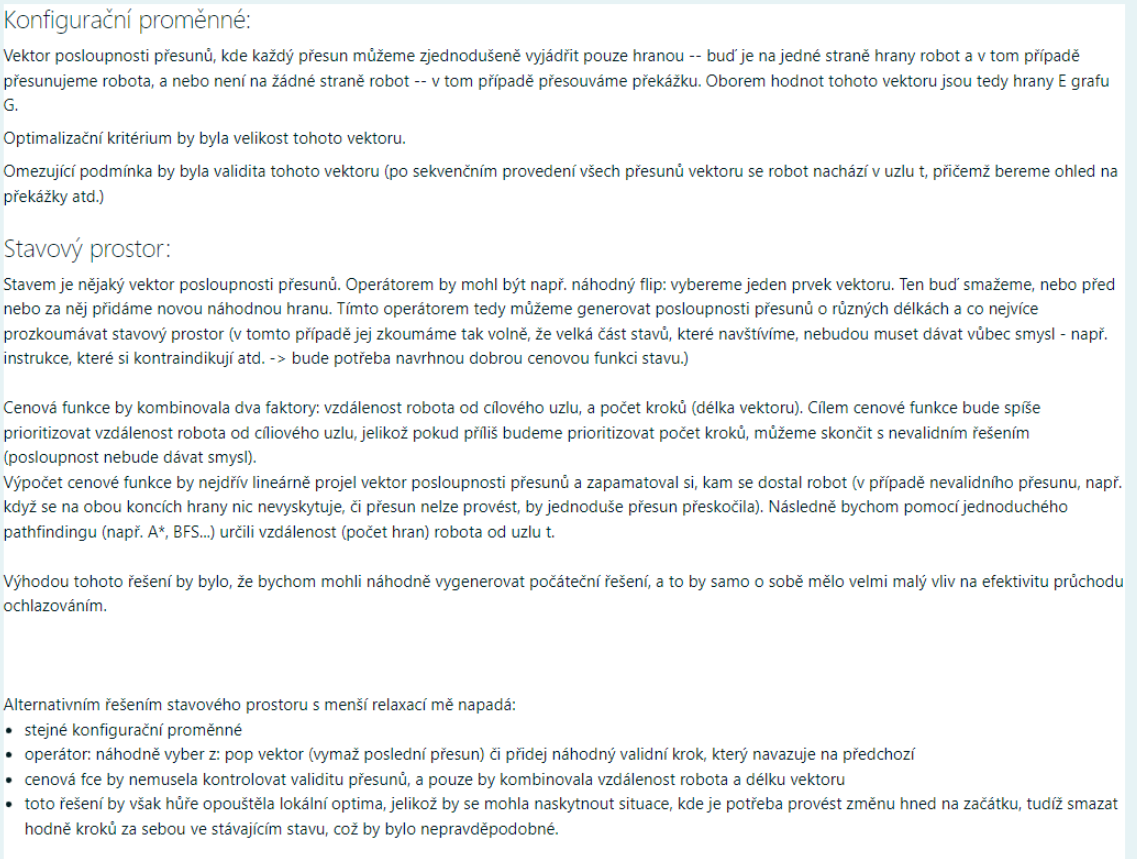 Konfigurační proměnné:
Vektor posloupnosti přesunů, kde každý přesun můžeme zjednodušeně vyjádřit pouze hranou -- buď je na jedné straně hrany robot a v tom případě
přesunujeme robota, a nebo není na žádné straně robot -- v tom případě přesouváme překážku. Oborem hodnot tohoto vektoru jsou tedy hrany E grafu
G.
Optimalizační kritérium by byla velikost tohoto vektoru.
Omezující podmínka by byla validita tohoto vektoru (po sekvenčním provedení všech přesunů vektoru se robot nachází v uzlu t, přičemž bereme ohled na
překážky atd.)
Stavový prostor:
Stavem je nějaký vektor posloupnosti přesunů. Operátorem by mohl být např. náhodný flip: vybereme jeden prvek vektoru. Ten buď smažeme, nebo před
nebo za něj přidáme novou náhodnou hranu. Tímto operátorem tedy můžeme generovat posloupnosti přesunů o různých délkách a co nejvíce
prozkoumávat stavový prostor (v tomto případě jej zkoumáme tak volně, že velká část stavů, které navštívíme, nebudou muset dávat vůbec smysl - např.
instrukce, které si kontraindikují atd. -> bude potřeba navrhnou dobrou cenovou funkci stavu.)
Cenová funkce by kombinovala dva faktory: vzdálenost robota od cílového uzlu, a počet kroků (délka vektoru). Cílem cenové funkce bude spíše
prioritizovat vzdálenost robota od cíliového uzlu, jelikož pokud příliš budeme prioritizovat počet kroků, můžeme skončit s nevalidním řešením
(posloupnost nebude dávat smysl).
Výpočet cenové funkce by nejdřív lineárně projel vektor posloupnosti přesunů a zapamatoval si, kam se dostal robot (v případě nevalidního přesunu, např.
když se na obou koncích hrany nic nevyskytuje, či přesun nelze provést, by jednoduše přesun přeskočila). Následně bychom pomocí jednoduchého
pathfindingu (např. A*, BFS...) určili vzdálenost (počet hran) robota od uzlu t.
Výhodou tohoto řešení by bylo, že bychom mohli náhodně vygenerovat počáteční řešení, a to by samo o sobě mělo velmi malý vliv na efektivitu průchodu
ochlazováním.
Alternativním řešením stavového prostoru s menší relaxací mě napadá:
• stejné konfigurační proměnné
• operátor: náhodně vyber z: pop vektor (vymaž poslední přesun) či přidej náhodný validní krok, který navazuje na předchozí
• cenová fce by nemusela kontrolovat validitu přesunů, a pouze by kombinovala vzdálenost robota a délku vektoru
• toto řešení by však hůře opouštěla lokální optima, jelikož by se mohla naskytnout situace, kde je potřeba provést změnu hned na začátku, tudíž smazat
hodně kroků za sebou ve stávajícím stavu, což by bylo nepravděpodobné.